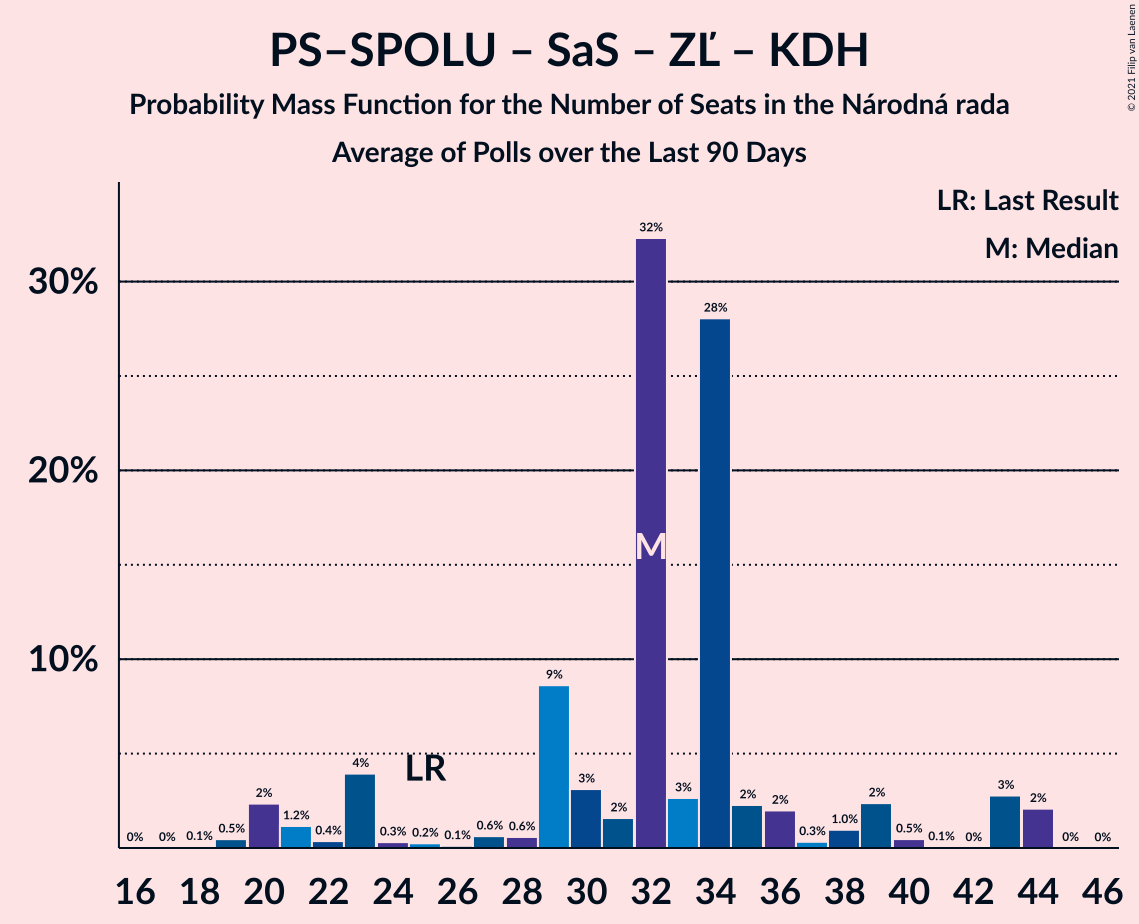 PS–SPOLU – SaS – ZĽ – KDH
Probability Mass Function for the Number of Seats in the Národná rada
Average of Polls over the Last 90 Days
© 2021 Filip van Laenen
LR: Last Result
M: Median
30%
20%
10%
0% 0% 0.1% 0.5% 2% 1.2% 0.4% 4% 0.3% 0.2% 0.1% 0.6% 0.6% 9% 3% 2% 32% 3% 28% 2% 2% 0.3% 1.0% 2% 0.5% 0.1% 0% 3% 2% 0% 0%
LR
M
16 18 20 22 24 26 28 30 32 34 36 38 40 42 44 46